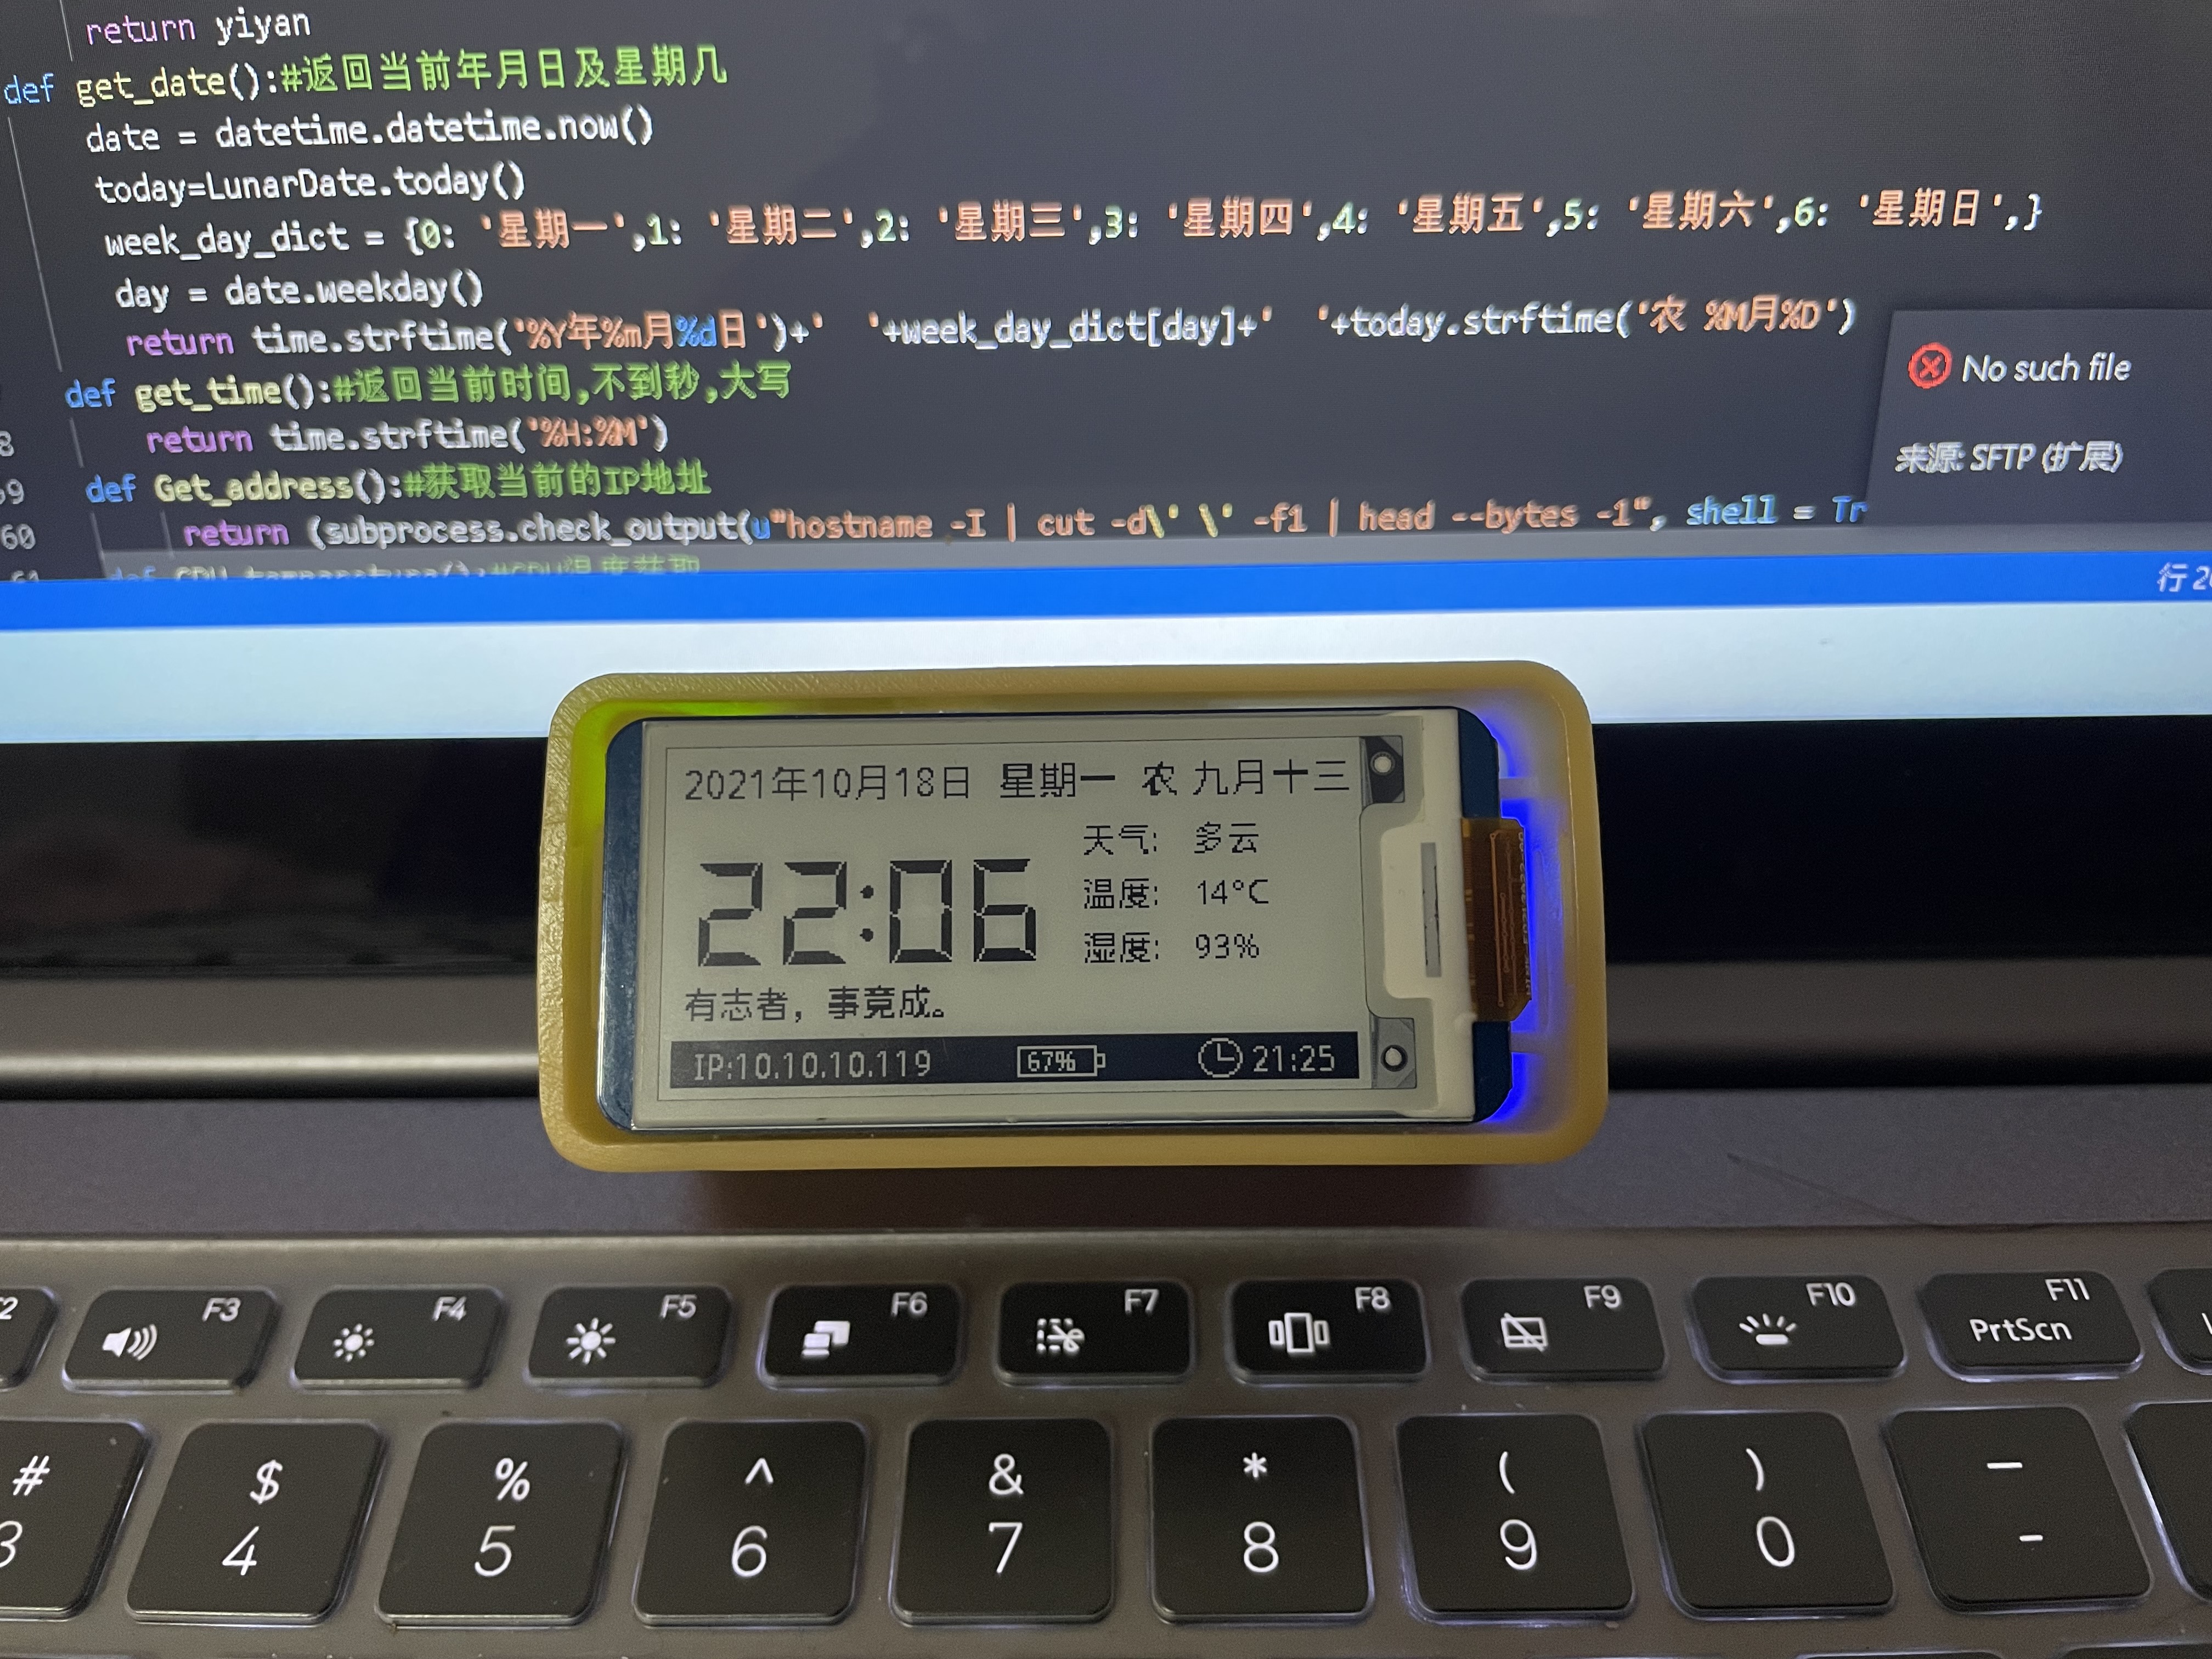 return yiyan
def get_date():#返回当前年月日及星期几
date = datetime.datetime.now()
today=LunarDate.today()
week_day_dict = {0: '星期一',1: '星期二',2: '星期三',3: '星期四',4: '星期五',5: '星期六',6: '星期日',}
day = date.weekday()
return time.strftime('%Y年%m月%d日')+'  '+week_day_dict[day]+'  '+today.strftime('农 %M月%D')
def get_time():#返回当前时间,不到秒,大写
8 return time.strftime('%H:%M')
59 def Get_address():#获取当前的IP地址
60 return (subprocess.check_output(u"hostname -I | cut -d\' \' -f1 | head --bytes -1", shell = Tr
61
No such file
来源: SFTP (扩展)
行 20
2021年10月18日 星期一 农 九月十三
天气: 多云
22:06
温度: 14°C
湿度: 93%
有志者，事竟成。
IP:10.10.10.119 67% 21:25
F3 F4 F5 F6 F7 F8 F9 F10 F11
PrtScn
# $ % ^ & * ( ) —
3 4 5 6 7 8 9 0 -